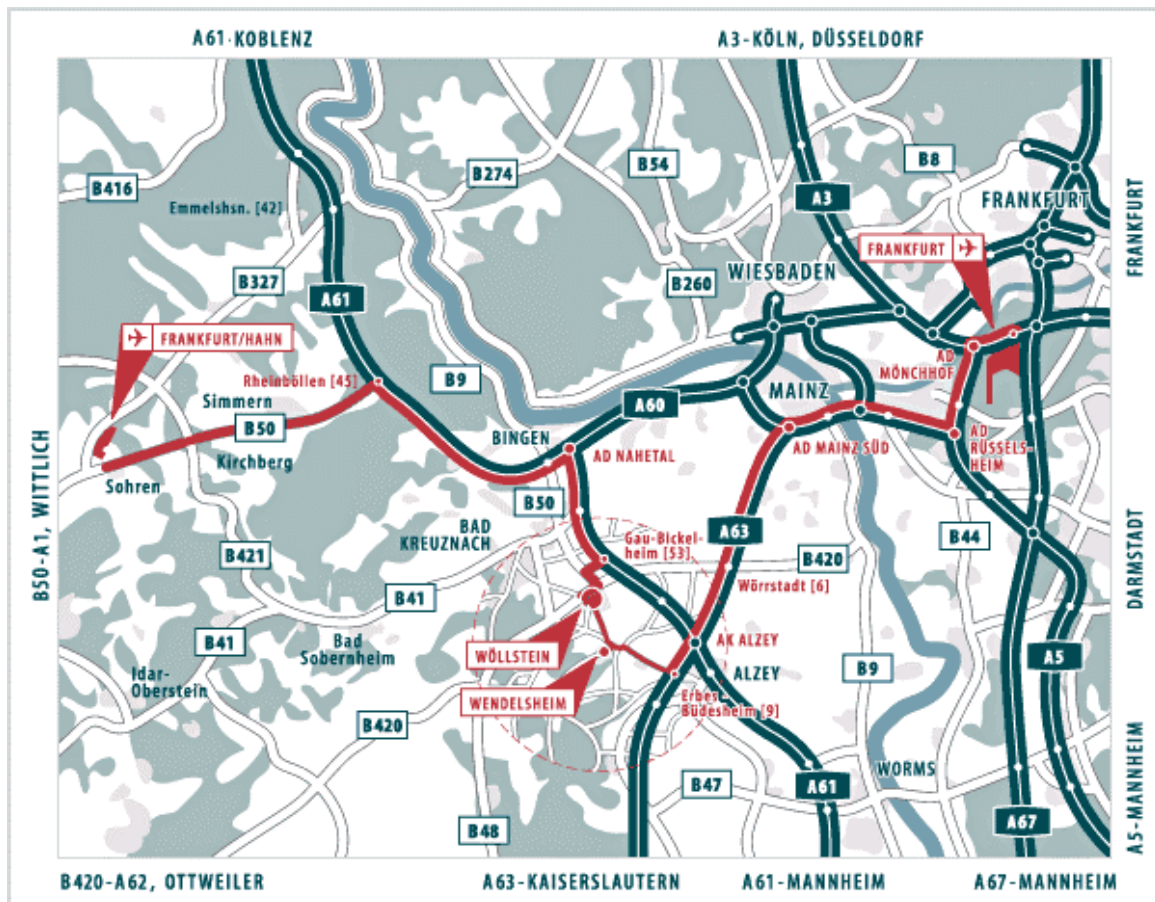 A61-KOBLENZ
A3-KÖLN, DÜSSELDORF
B416
B274
B54
B8
Emmelshsn. [42]
A3
FRANKFURT
FRANKFURT
FRANKFURT
WIESBADEN
B327
A61
B260
FRANKFURT/HAHN
Rheinböllen [45]
B9
AD
MÖNCHHOF
Simmern
B50
A60
MAINZ
BINGEN
AD NAHETAL
AD MAINZ SÜD
AD
RÜSSELS-
HEIM
Kirchberg
Sohren
B50-A1, WITTLICH
B50
BAD
KREUZNACH
A63
B44
Gau-Bickel-
heim [53]
B420
B421
Wörrstadt [6]
DARMSTADT
B41
B41
Bad
Sobernheim
AK ALZEY
WÖLLSTEIN
ALZEY
B9
A5
Idar-
Oberstein
WENDELSHEIM
Erbes
Büdesheim [9]
B420
WORMS
B47
A61
A5-MANNHEIM
B48
A67
B420-A62, OTTWEILER
A63-KAISERSLAUTERN
A61-MANNHEIM
A67-MANNHEIM